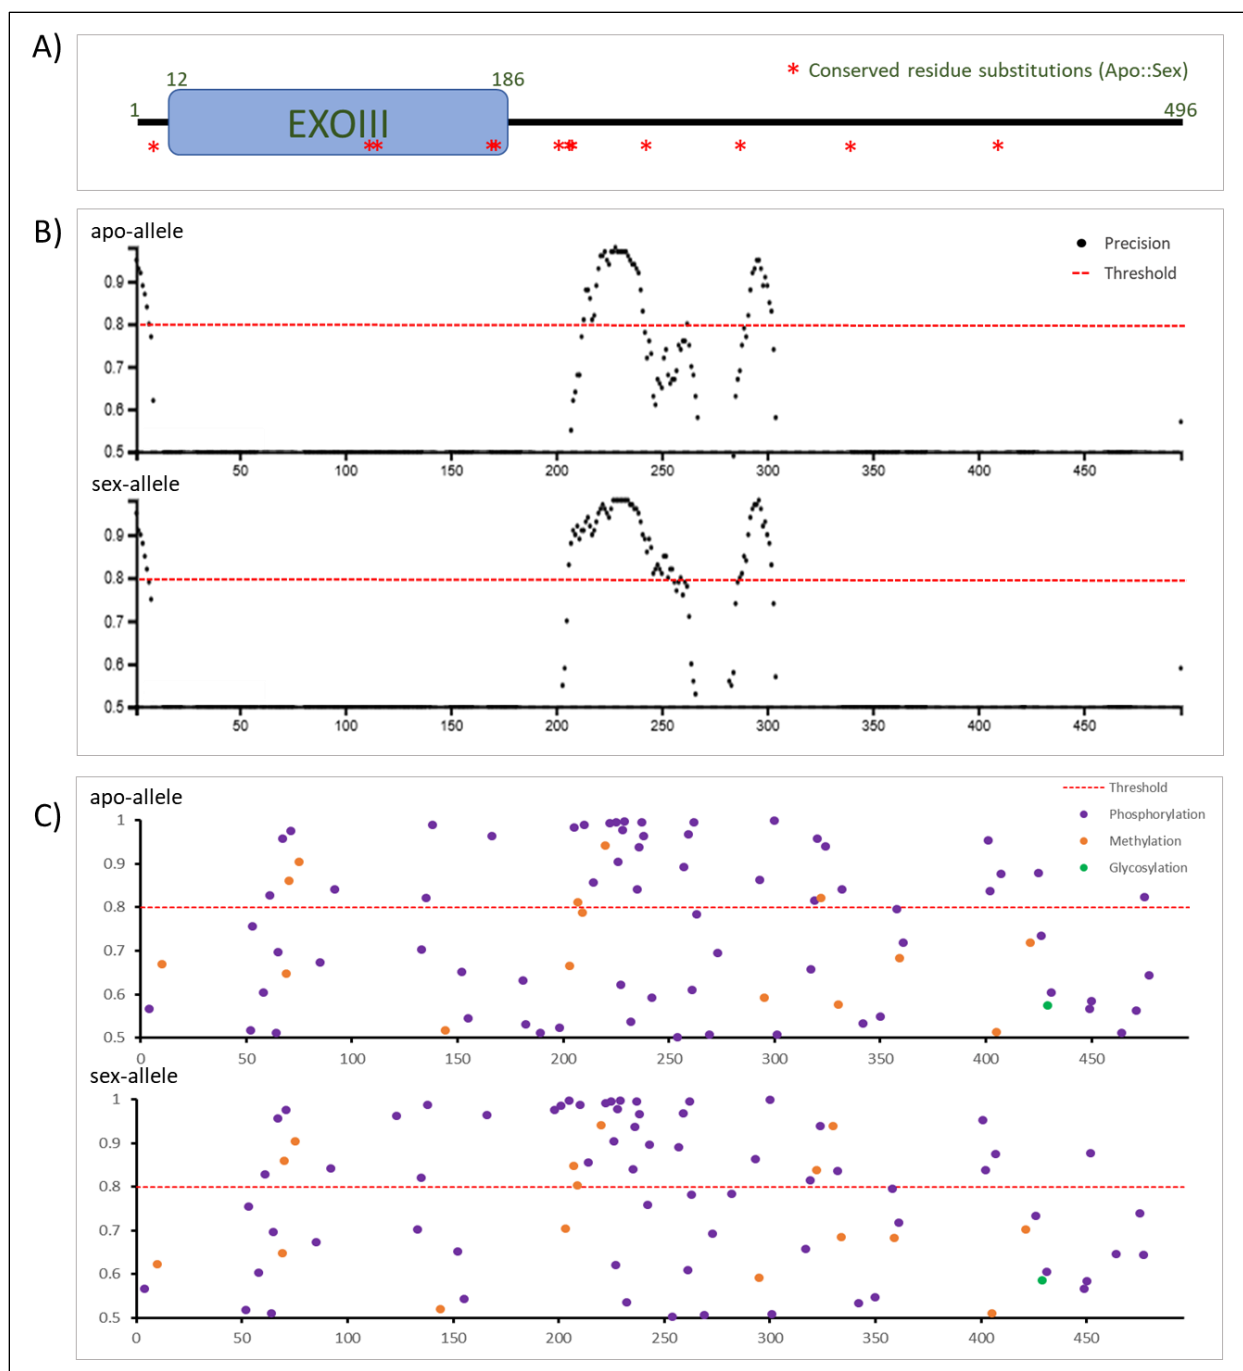 A)
* Conserved residue substitutions (Apo::Sex)
12 186
1 496
EXOIII
* * * * * * * * * * * *
B)
apo-allele
Precision
Threshold
0.9
0.8
0.7
0.6
0.5
50 100 150 200 250 300 350 400 450
sex-allele
0.9
0.8
0.7
0.6
0.5
50 100 150 200 250 300 350 400 450
C)
apo-allele
Threshold
Phosphorylation
Methylation
Glycosylation
1
0.9
0.8
0.7
0.6
0.5
0 50 100 150 200 250 300 350 400 450
sex-allele
1
0.9
0.8
0.7
0.6
0.5
0 50 100 150 200 250 300 350 400 450